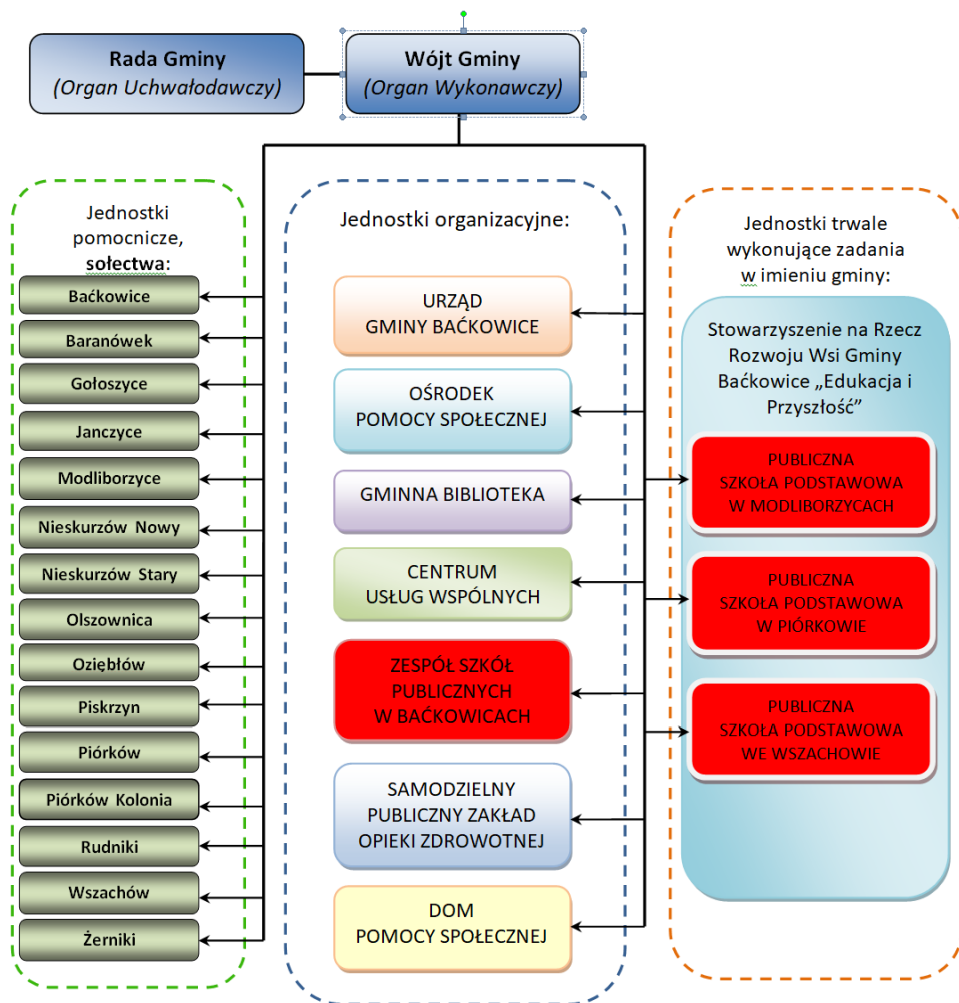 Rada Gminy
(Organ Uchwałodawczy)
Wójt Gminy
(Organ Wykonawczy)
Jednostki
pomocnicze,
sołectwa:
Baćkowice
Baranówek
Gołoszyce
Janczyce
Modliborzyce
Nieskurzów Nowy
Nieskurzów Stary
Olszownica
Oziębłów
Piskrzyn
Piórków
Piórków Kolonia
Rudniki
Wszachów
Żerniki
Jednostki organizacyjne:
URZĄD
GMINY BAĆKOWICE
OŚRODEK
POMOCY SPOŁECZNEJ
GMINNA BIBLIOTEKA
CENTRUM
USŁUG WSPÓLNYCH
ZESPÓŁ SZKÓŁ
PUBLICZNYCH
W BAĆKOWICACH
SAMODZIELNY
PUBLICZNY ZAKŁAD
OPIEKI ZDROWOTNEJ
DOM
POMOCY SPOŁECZNEJ
Jednostki trwale
wykonujące zadania
w imieniu gminy:
Stowarzyszenie na Rzecz
Rozwoju Wsi Gminy
Baćkowice „Edukacja i
Przyszłość”
PUBLICZNA
SZKOŁA PODSTAWOWA
W MODLIBORZYCACH
PUBLICZNA
SZKOŁA PODSTAWOWA
W PIÓRKOWIE
PUBLICZNA
SZKOŁA PODSTAWOWA
WE WSZACHOWIE